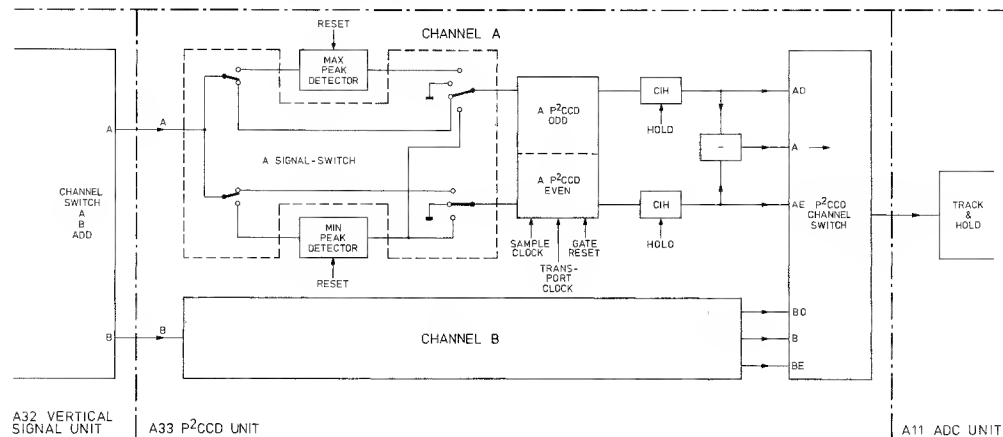 RESET
CHANNEL A
MAX
PEAK
DETECTOR
A P²CCD
ODD
CIH
HOLD
AO
A
A
A
A SIGNAL-SWITCH
-
CHANNEL
SWITCH
A
B
ADD
A P²CCD
EVEN
CIH
HOLD
AE
P²CCD
CHANNEL
SWITCH
TRACK
&
HOLD
MIN
PEAK
DETECTOR
RESET
SAMPLE
CLOCK
TRANS-
PORT
CLOCK
GATE
RESET
B
B
CHANNEL B
BO
B
BE
A32 VERTICAL
SIGNAL UNIT
A33 P²CCD UNIT
A11 ADC UNIT